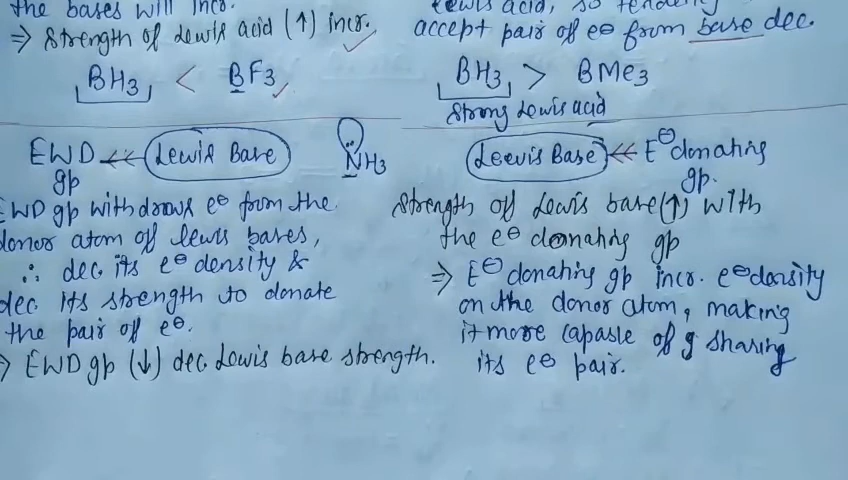 the bases will incr.
⇒ Strength of Lewis acid (↑) incr.
BH3 < BF3
EWD gp ← Lewis Base NH3
EWD gp withdraws e⊖ from the
donor atom of lewis bases,
∴ dec. its e⊖ density &
dec its strength to donate
the pair of e⊖.
⇒ EWD gp (↓) dec. Lewis base strength.
Lewis acid, so tendency
accept pair of e⊖ from base dec.
BH3 > BMe3
Strong Lewis acid
Leewis Base ← E⊖ donating
gp.
Strength of Lewis base (↑) with
the e⊖ donating gp
⇒ E⊖ donating gp incr. e⊖ density
on the donor atom, making
it more capable of g sharing
its e⊖ pair.